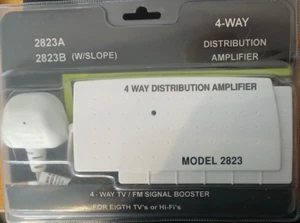 4-WAY
2823A
DISTRIBUTION
2823B (W/SLOPE)
AMPLIFIER
4 WAY DISTRIBUTION AMPLIFIER
MODEL 2823
4 - WAY TV / FM SIGNAL BOOSTER
FOR EIGTH TV's or Hi-Fi's